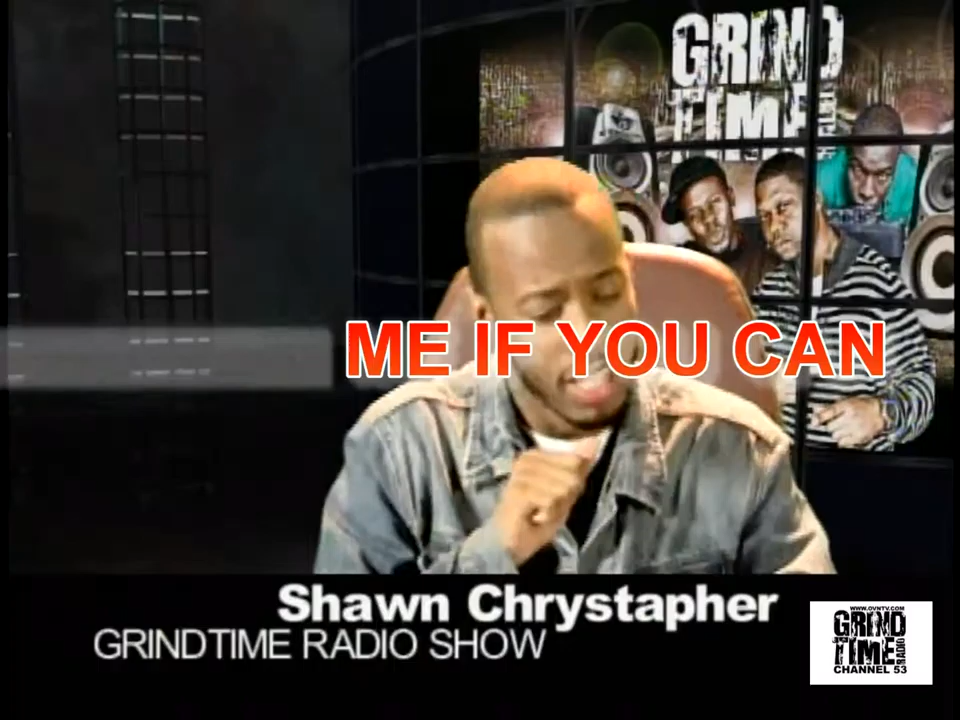 GRIND
TIME
ME IF YOU CAN
Shawn Chrystapher
GRINDTIME RADIO SHOW
WWW.OVNTV.COM
GRIND
TIME
RADIO
CHANNEL 53